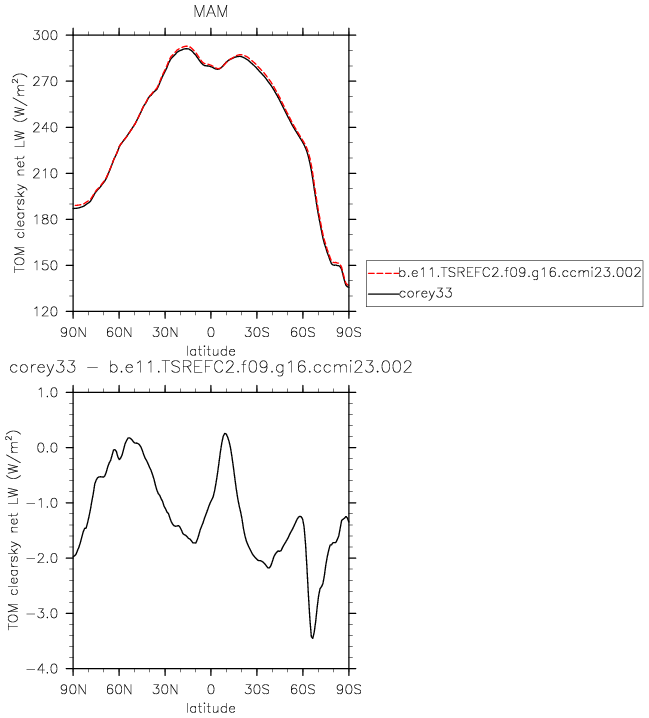 MAM
300
270
240
210
180
150
120
TOM clearsky net LW (W/m²)
90N 60N 30N 0 30S 60S 90S
latitude
b.e11.TSREFC2.f09.g16.ccmi23.002
corey33
corey33 − b.e11.TSREFC2.f09.g16.ccmi23.002
1.0
0.0
−1.0
−2.0
−3.0
−4.0
TOM clearsky net LW (W/m²)
90N 60N 30N 0 30S 60S 90S
latitude